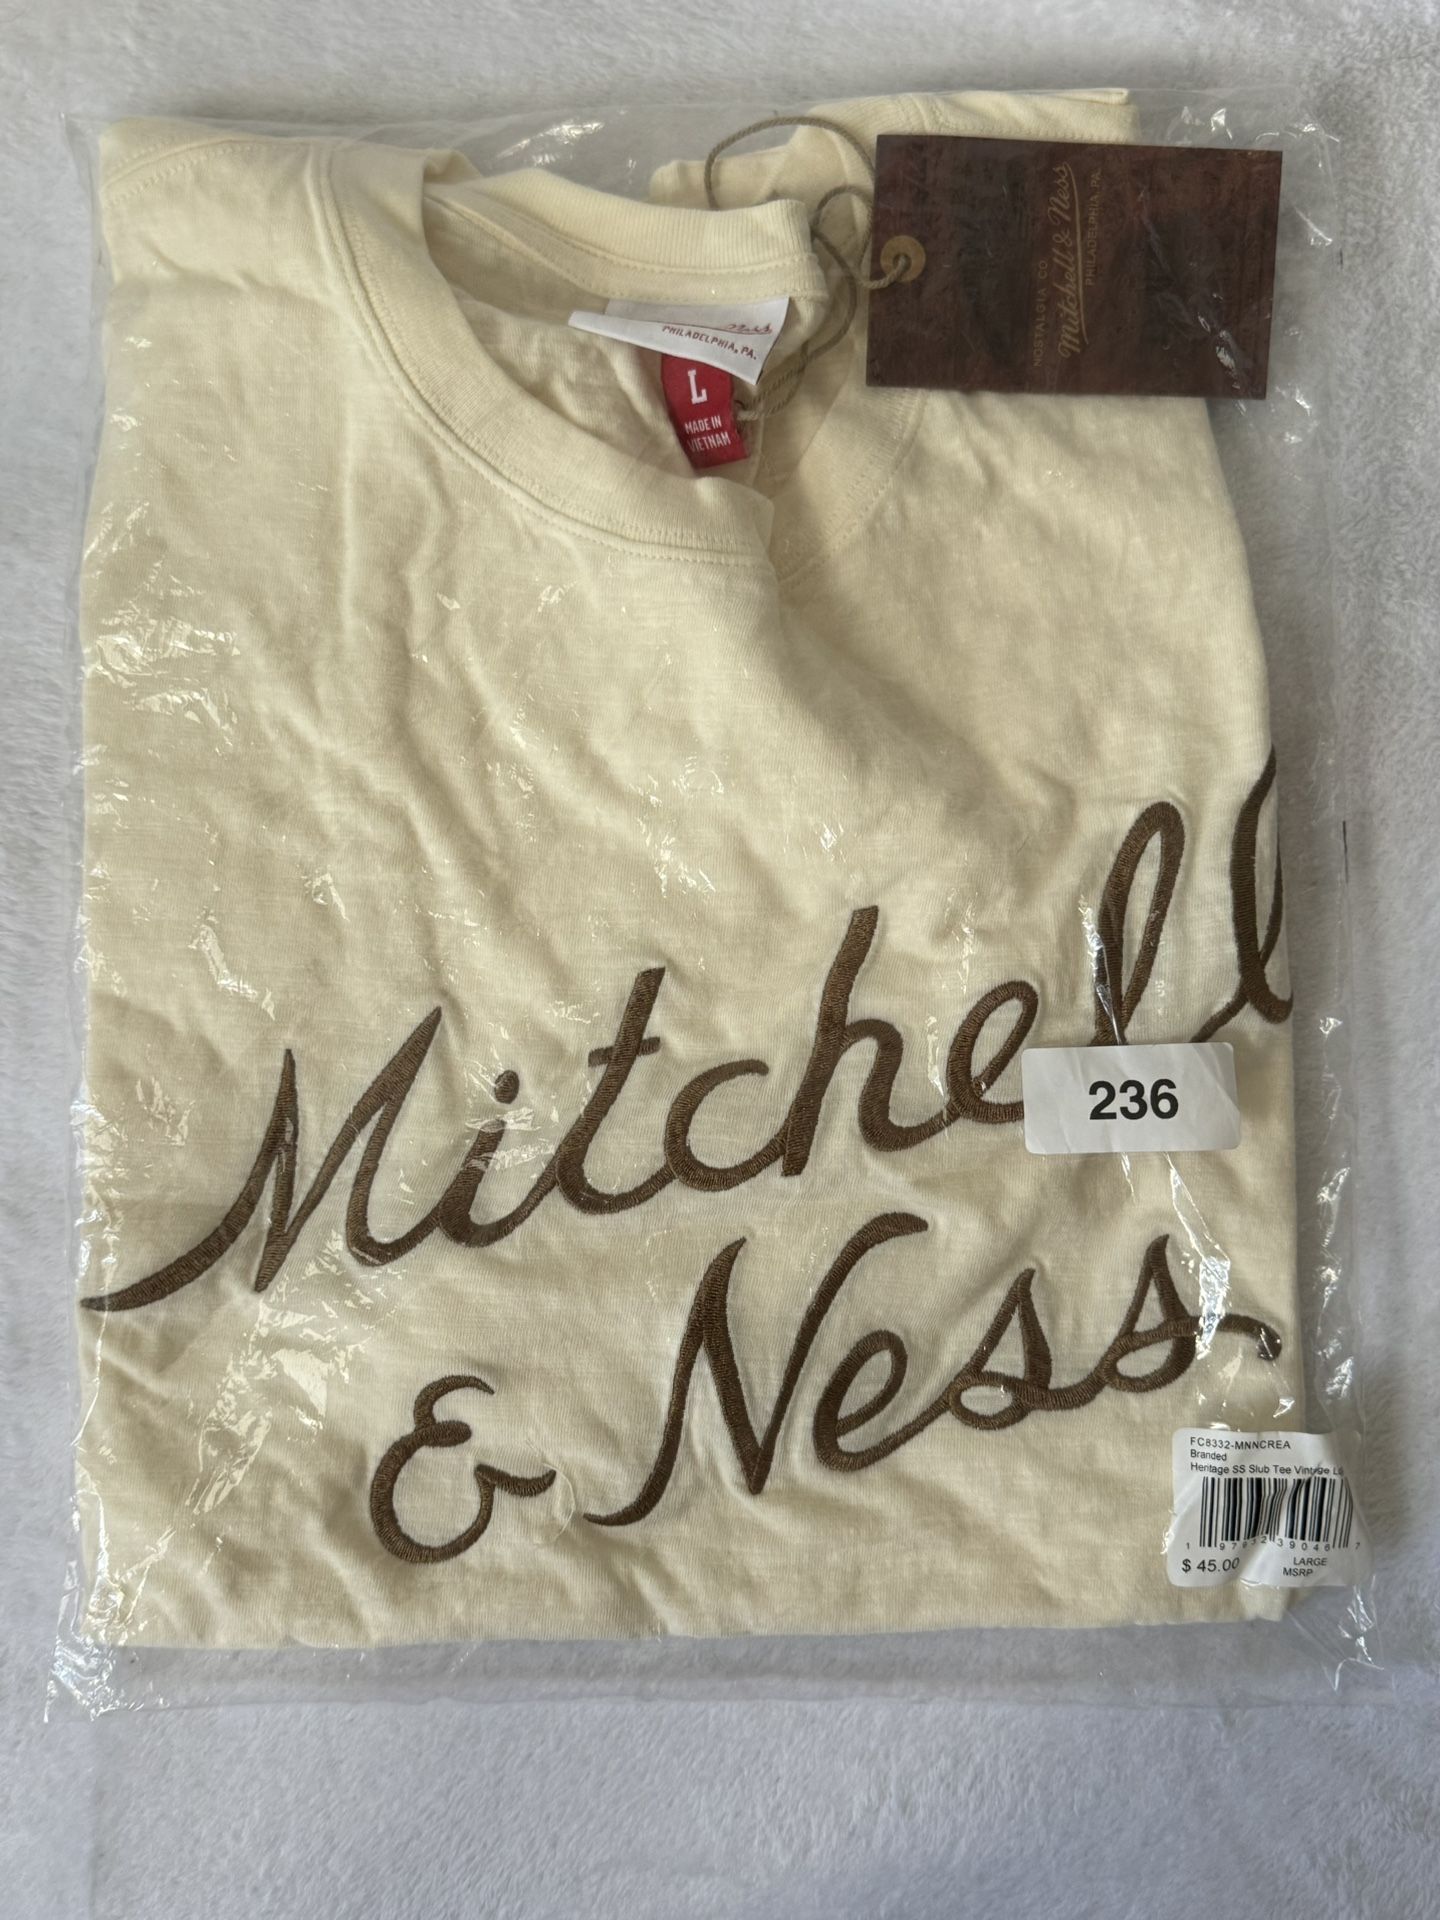 NOSTALGIA CO.
Mitchell & Ness
PHILADELPHIA, PA.
PHILADELPHIA, PA.
L
MADE IN
VIETNAM
Mitchell
& Ness
236
FC8332-MNNCREA
Branded
Heritage SS Slub Tee Vintage Lo
$ 45.00
LARGE
MSRP